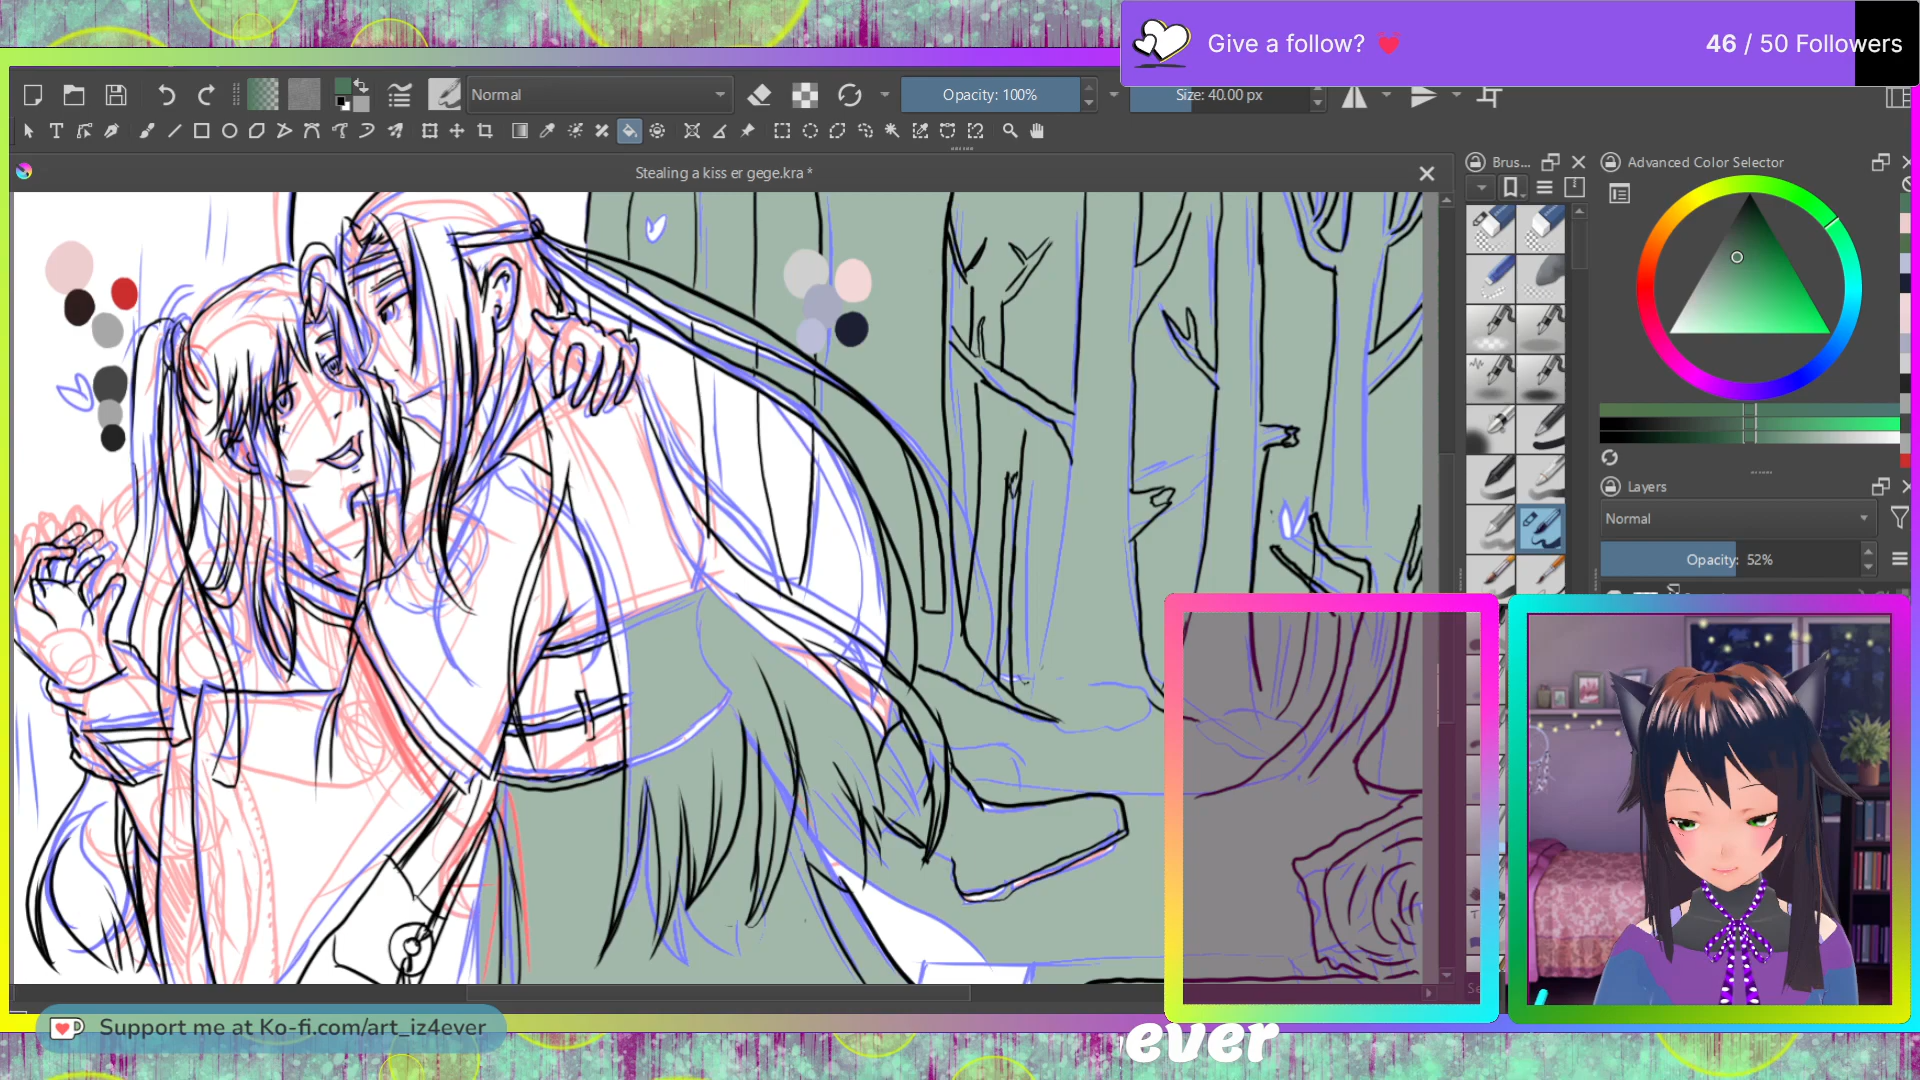 Give a follow?
46 / 50 Followers
Normal
Opacity: 100%
Size: 40.00 px
Stealing a kiss er gege.kra *
Brus...
Advanced Color Selector
Layers
Normal
Opacity: 52%
Support me at Ko-fi.com/art_iz4ever
ever